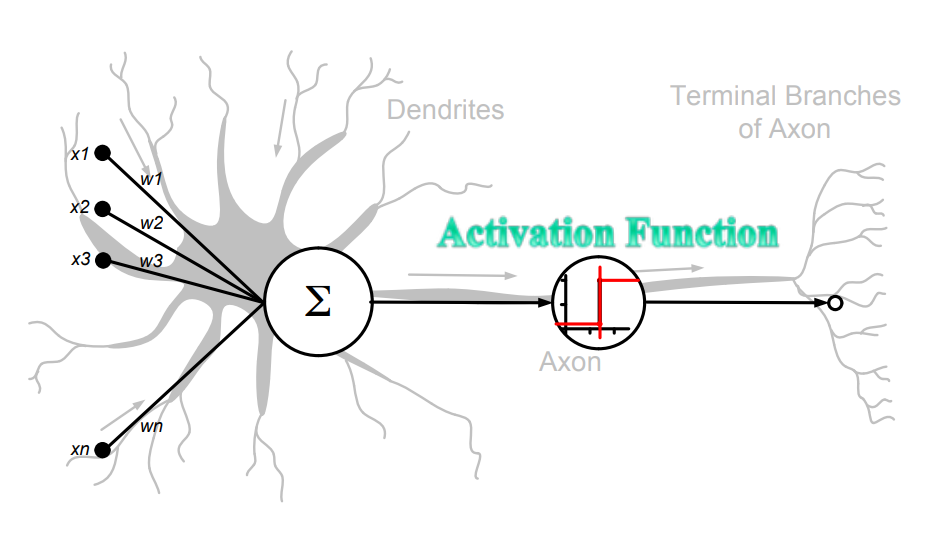 Dendrites
Terminal Branches
of Axon
x1
w1
x2
w2
x3
w3
Activation Function
Σ
Axon
wn
xn